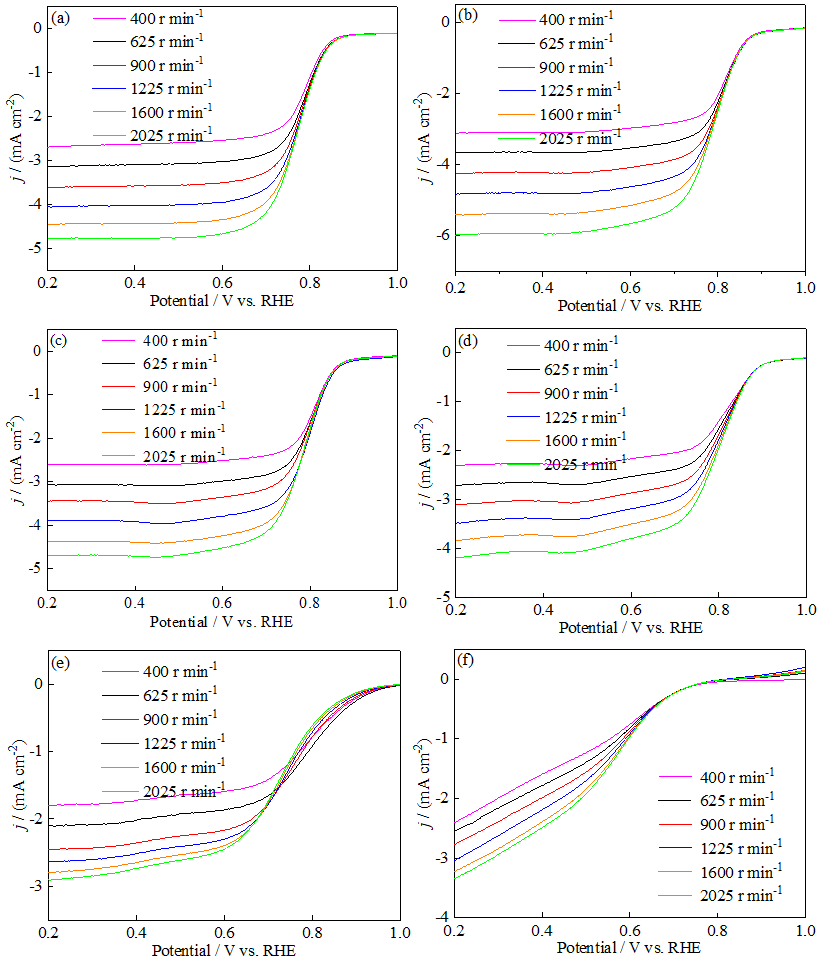 (a)
400 r min-1
625 r min-1
900 r min-1
1225 r min-1
1600 r min-1
2025 r min-1
0
-1
-2
-3
-4
-5
j / (mA cm-2)
0.2 0.4 0.6 0.8 1.0
Potential / V vs. RHE
(b)
400 r min-1
625 r min-1
900 r min-1
1225 r min-1
1600 r min-1
2025 r min-1
0
-2
-4
-6
j / (mA cm-2)
0.2 0.4 0.6 0.8 1.0
Potential / V vs. RHE
(c)
400 r min-1
625 r min-1
900 r min-1
1225 r min-1
1600 r min-1
2025 r min-1
0
-1
-2
-3
-4
-5
j / (mA cm-2)
0.2 0.4 0.6 0.8 1.0
Potential / V vs. RHE
(d)
400 r min-1
625 r min-1
900 r min-1
1225 r min-1
1600 r min-1
2025 r min-1
0
-1
-2
-3
-4
-5
j / (mA cm-2)
0.2 0.4 0.6 0.8 1.0
Potential / V vs. RHE
(e)
400 r min-1
625 r min-1
900 r min-1
1225 r min-1
1600 r min-1
2025 r min-1
0
-1
-2
-3
j / (mA cm-2)
0.2 0.4 0.6 0.8 1.0
Potential / V vs. RHE
(f)
0
-1
-2
-3
-4
j / (mA cm-2)
400 r min-1
625 r min-1
900 r min-1
1225 r min-1
1600 r min-1
2025 r min-1
0.2 0.4 0.6 0.8 1.0
Potential / V vs. RHE